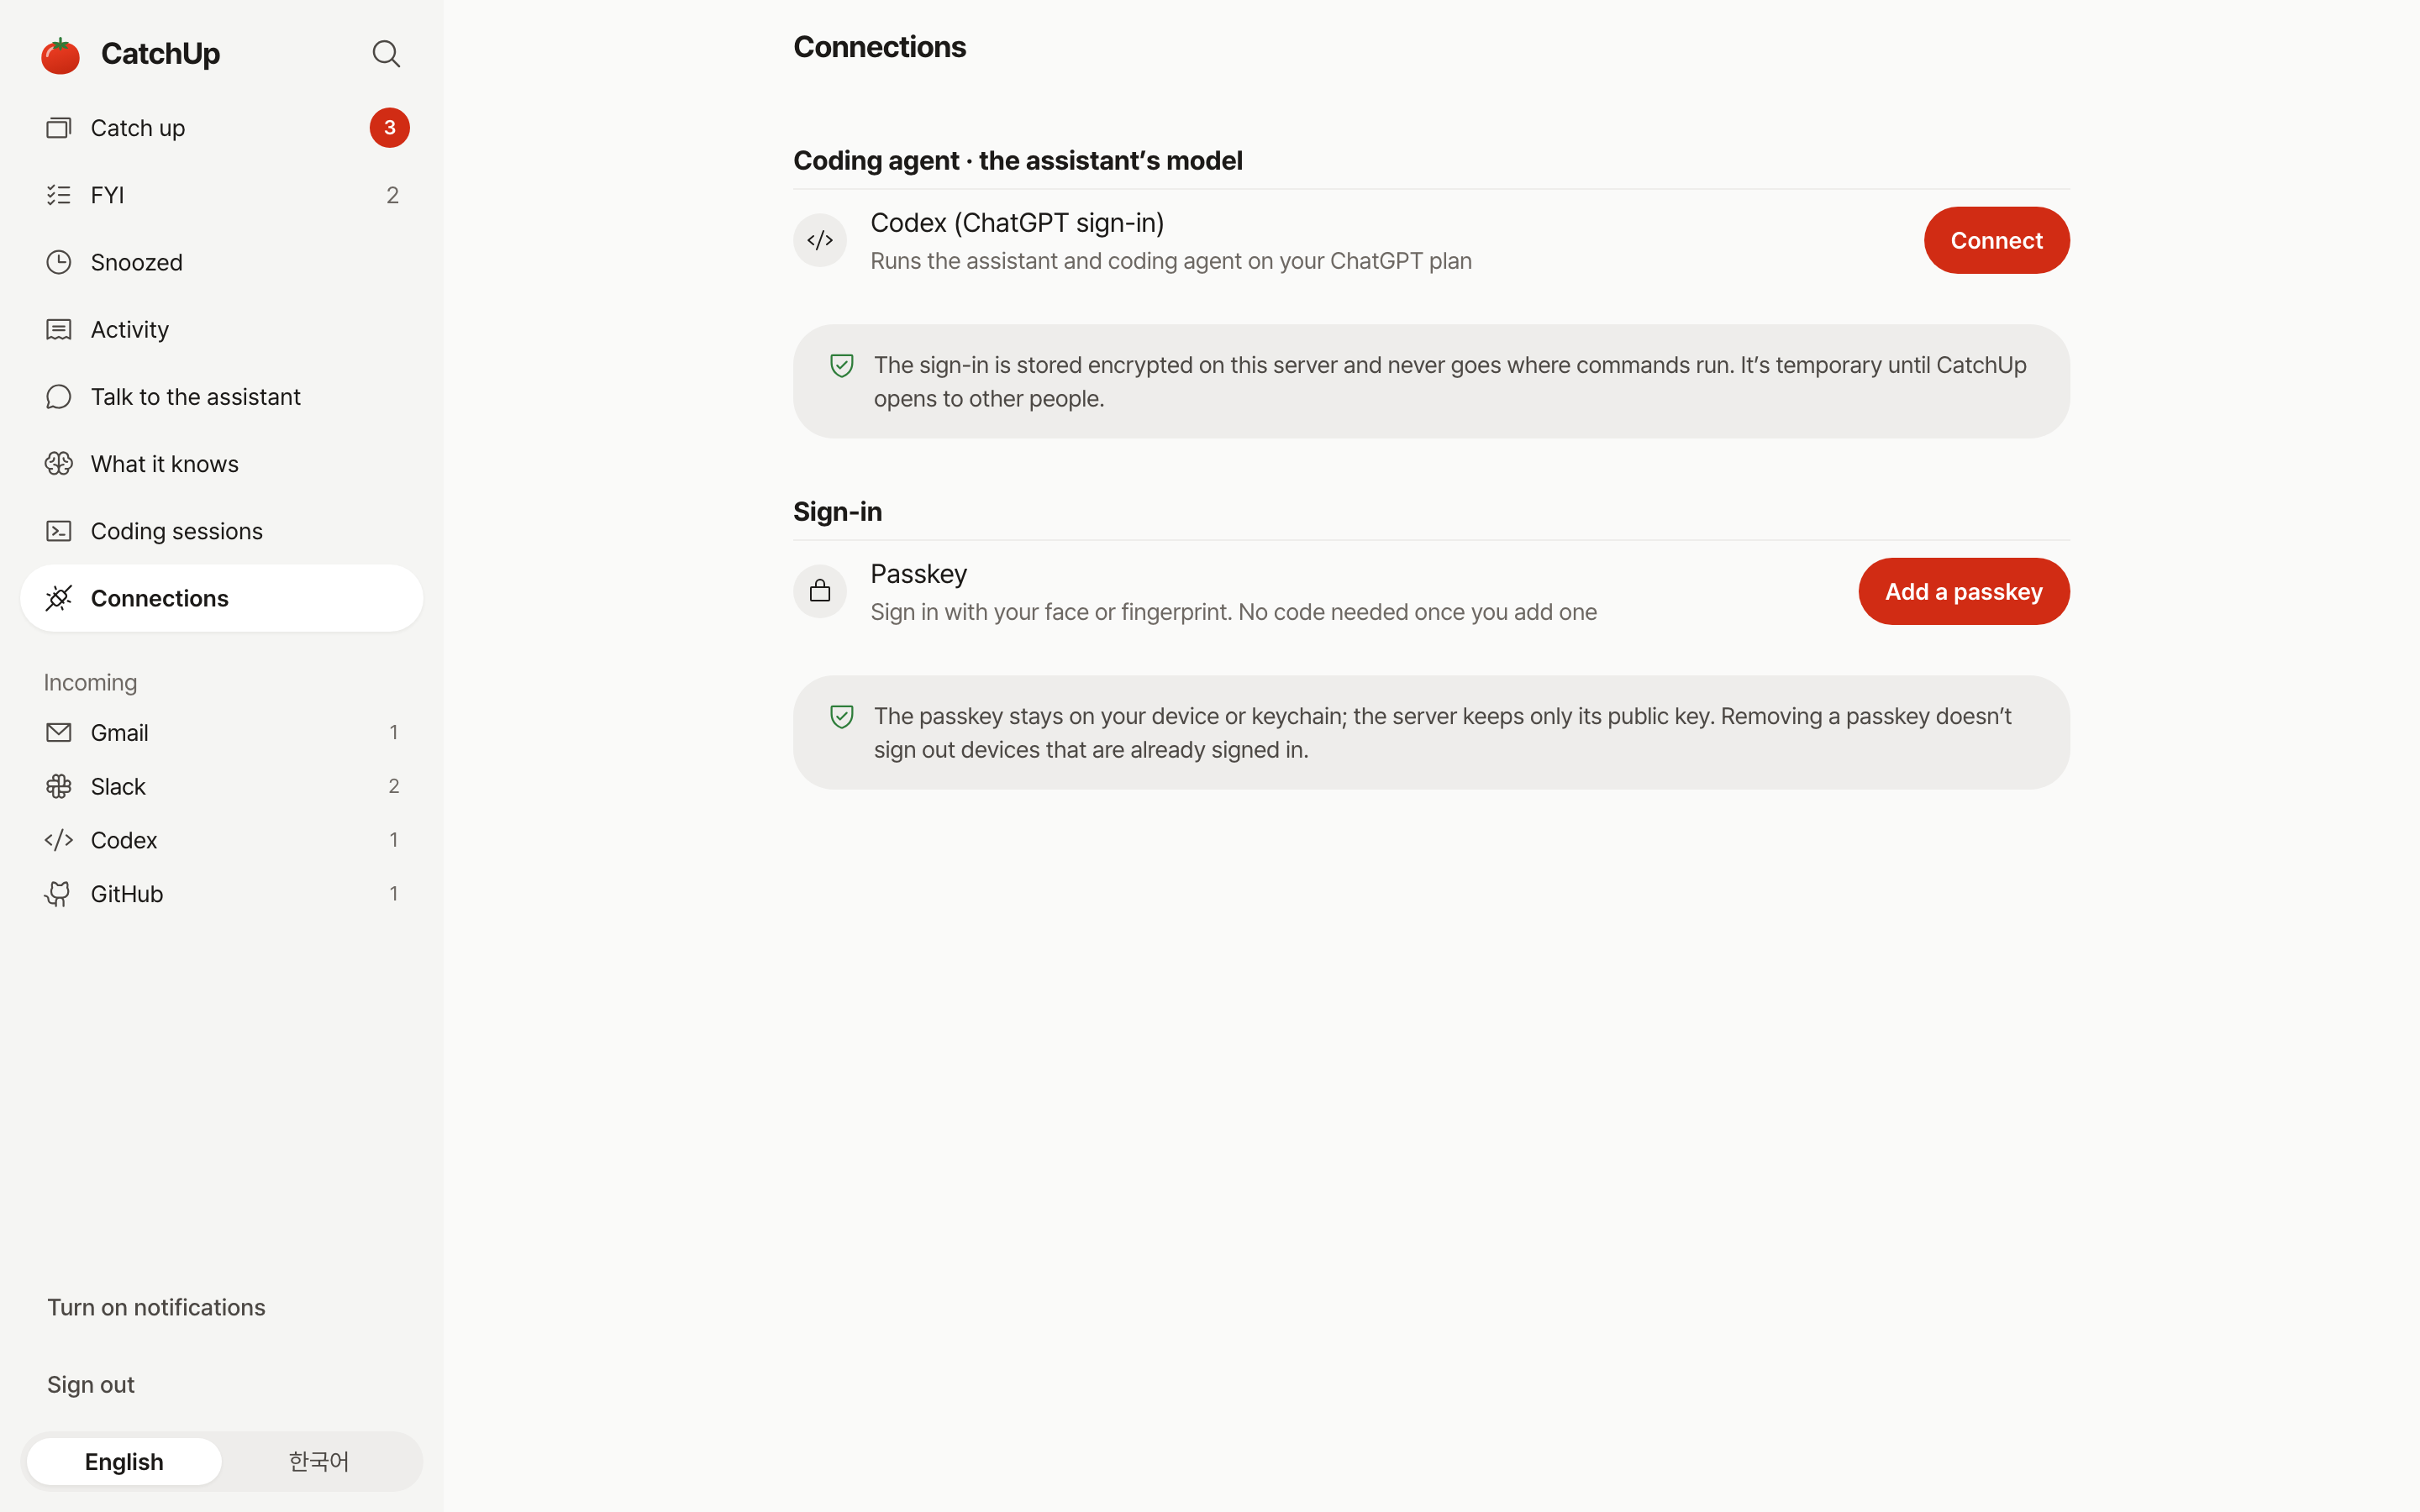 CatchUp
Catch up 3
FYI 2
Snoozed
Activity
Talk to the assistant
What it knows
Coding sessions
Connections
Incoming
Gmail 1
Slack 2
Codex 1
GitHub 1
Turn on notifications
Sign out
English 한국어
Connections
Coding agent · the assistant’s model
Codex (ChatGPT sign-in)
Runs the assistant and coding agent on your ChatGPT plan
Connect
The sign-in is stored encrypted on this server and never goes where commands run. It’s temporary until CatchUp
opens to other people.
Sign-in
Passkey
Sign in with your face or fingerprint. No code needed once you add one
Add a passkey
The passkey stays on your device or keychain; the server keeps only its public key. Removing a passkey doesn’t
sign out devices that are already signed in.